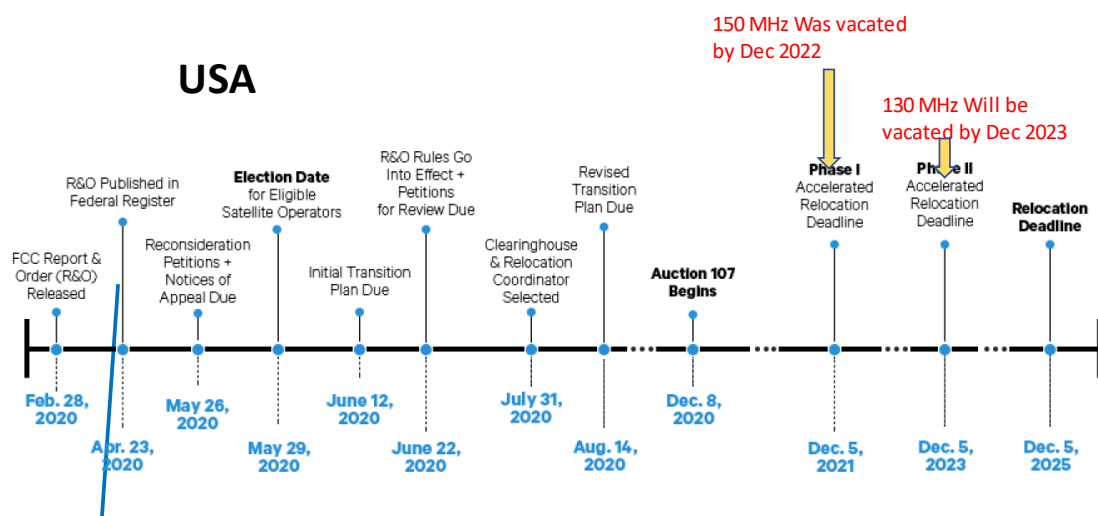 150 MHz Was vacated
by Dec 2022
USA
130 MHz Will be
vacated by Dec 2023
FCC Report &
Order (R&O)
Released
R&O Published in
Federal Register
Reconsideration
Petitions +
Notices of
Appeal Due
Election Date
for Eligible
Satellite Operators
Initial Transition
Plan Due
R&O Rules Go
Into Effect +
Petitions
for Review Due
Clearinghouse
& Relocation
Coordinator
Selected
Revised
Transition
Plan Due
Auction 107
Begins
Phase I
Accelerated
Relocation
Deadline
Phase II
Accelerated
Relocation
Deadline
Relocation
Deadline
Feb. 28,
2020
Apr. 23,
2020
May 26,
2020
May 29,
2020
June 12,
2020
June 22,
2020
July 31,
2020
Aug. 14,
2020
Dec. 8,
2020
Dec. 5,
2021
Dec. 5,
2023
Dec. 5,
2025